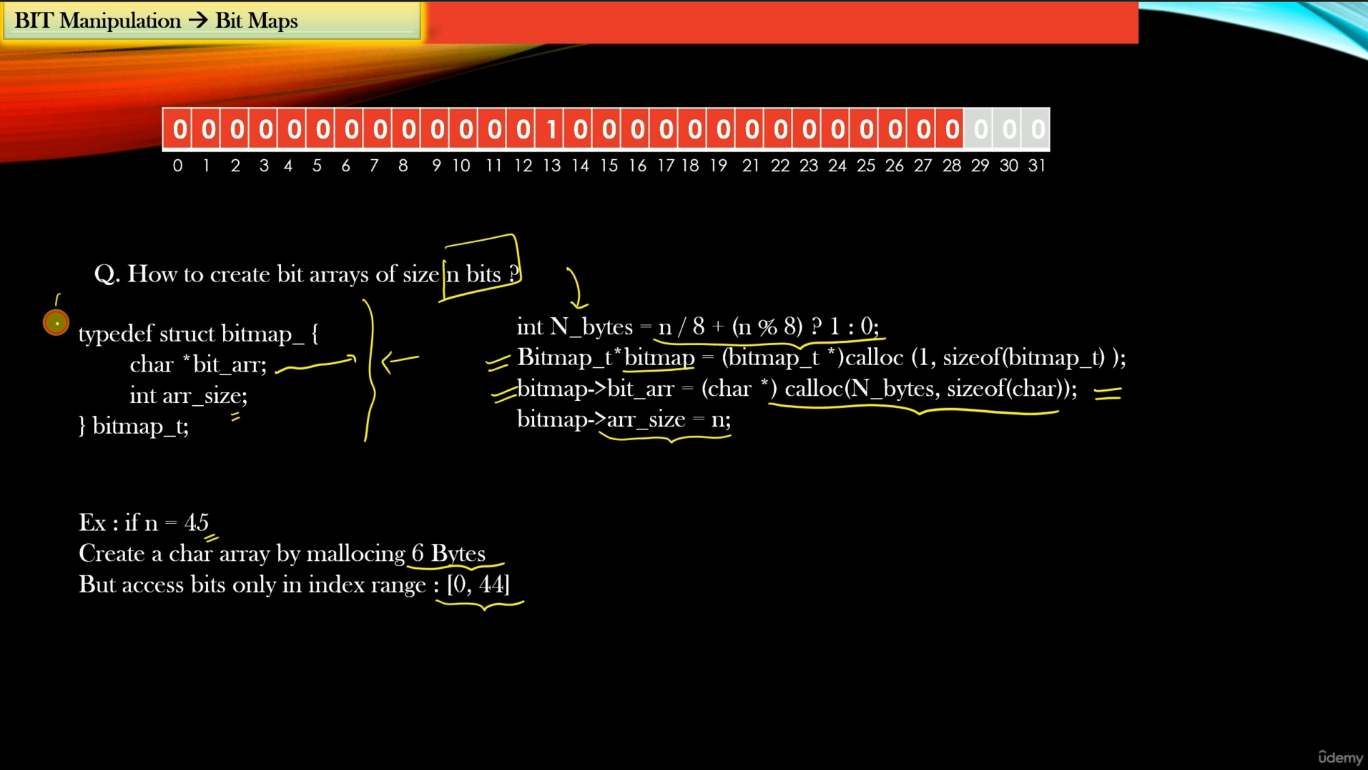 BIT Manipulation → Bit Maps
0 0 0 0 0 0 0 0 0 0 0 0 0 1 0 0 0 0 0 0 0 0 0 0 0 0 0 0 0 0 0
0 1 2 3 4 5 6 7 8 9 10 11 12 13 14 15 16 17 18 19 21 22 23 24 25 26 27 28 29 30 31
Q. How to create bit arrays of size n bits ?
typedef struct bitmap_ {
char *bit_arr;
int arr_size;
} bitmap_t;
int N_bytes = n / 8 + (n % 8) ? 1 : 0;
Bitmap_t*bitmap = (bitmap_t *)calloc (1, sizeof(bitmap_t) );
bitmap->bit_arr = (char *) calloc(N_bytes, sizeof(char));
bitmap->arr_size = n;
Ex : if n = 45
Create a char array by mallocing 6 Bytes
But access bits only in index range : [0, 44]
ûdemy